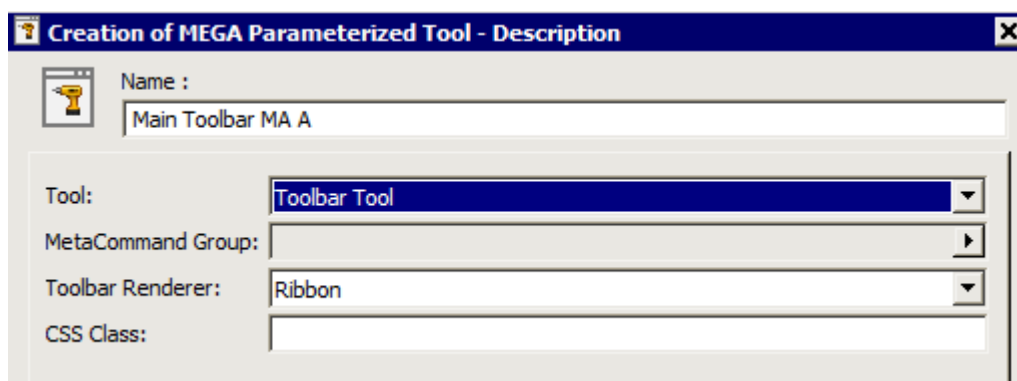 Creation of MEGA Parameterized Tool - Description
Name :
Main Toolbar MA A
Tool: Toolbar Tool
MetaCommand Group:
Toolbar Renderer: Ribbon
CSS Class: